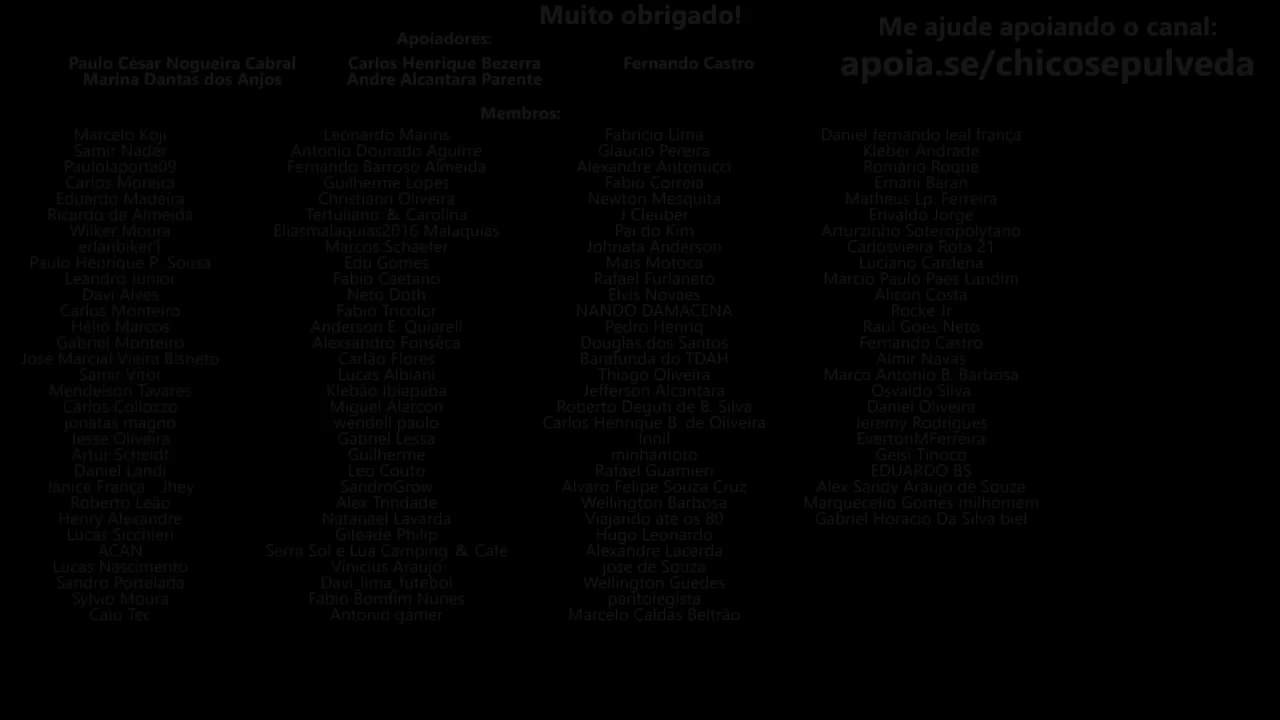 Muito obrigado!
Me ajude apoiando o canal:
apoia.se/chicosepulveda
Apoiadores:
Paulo César Nogueira Cabral
Marina Dantas dos Anjos
Carlos Henrique Bezerra
Andre Alcantara Parente
Fernando Castro
Membros:
Marcelo Koji
Samir Nader
Paulolaporta09
Carlos Moreira
Eduardo Madeira
Ricardo de Almeida
Wilker Moura
erlanbiker1
Paulo Henrique P. Sousa
Leandro Junior
Davi Alves
Carlos Monteiro
Hélio Marcos
Gabriel Monteiro
Jose Marcial Vieira Bisneto
Samir Vitor
Mendelson Tavares
Carlos Collazzo
jonatas magno
Jesse Oliveira
Artur Scheidt
Daniel Landi
Janice França _ Jhey
Roberto Leão
Henry Alexandre
Lucas Sicchieri
ACAN
Lucas Nascimento
Sandro Portelada
Sylvio Moura
Caio Tec
Leonardo Marins
Antonio Dourado Aguirre
Fernando Barroso Almeida
Guilherme Lopes
Christiann Oliveira
Tertuliano & Carolina
Eliasmalaquias2016 Malaquias
Marcos Schaefer
Edu Gomes
Fabio Caetano
Neto Doth
Fabio Tricolor
Anderson E. Quiarell
Alexsandro Fonsêca
Carlão Flores
Lucas Albiani
Klebão Ibiapaba
Miguel Alarcon
wendell paulo
Gabriel Lessa
Guilherme
Leo Couto
SandroGrow
Alex Trindade
Natanael Lavarda
Gileade Philip
Serra Sol e Lua Camping & Café
Vinicius Araujo
Davi_lima_futebol
Fabio Bomfim Nunes
Antonio gamer
Fabricio Lima
Glaucio Pereira
Alexandre Antonucci
Fabio Correia
Newton Mesquita
J Cleuber
Pai do Kim
Johnata Anderson
Mais Motoca
Rafael Furlaneto
Elvis Novaes
NANDO DAMACENA
Pedro Henriq
Douglas dos Santos
Barafunda do TDAH
Thiago Oliveira
Jefferson Alcantara
Roberto Deguti de B. Silva
Carlos Henrique B. de Oliveira
minhamoto
Rafael Guarnien
Alvaro Felipe Souza Cruz
Wellington Barbosa
Viajando até os 80
Hugo Leonardo
Alexandre Lacerda
jose de Souza
Wellington Guedes
paritolegista
Marcelo Caldas Beltrão
Daniel fernando leal frança
Kleber Andrade
Romário Roque
Ernani Baran
Matheus Lp. Ferreira
Erivaldo Jorge
Arturzinho Soteropolytano
Carlosvieira Rota 21
Luciano Cardena
Márcio Paulo Paes Landim
Alison Costa
Rocke Jr
Raul Goes Neto
Fernando Castro
Almir Navas
Marco Antonio B. Barbosa
Osvaldo Silva
Daniel Oliveira
Jeremy Rodrigues
EvertonMFerreira
Geisi Tinoco
EDUARDO BS
Alex Sandy Araujo de Souza
Marquecelio Gomes milhomem
Gabriel Horacio Da Silva biel